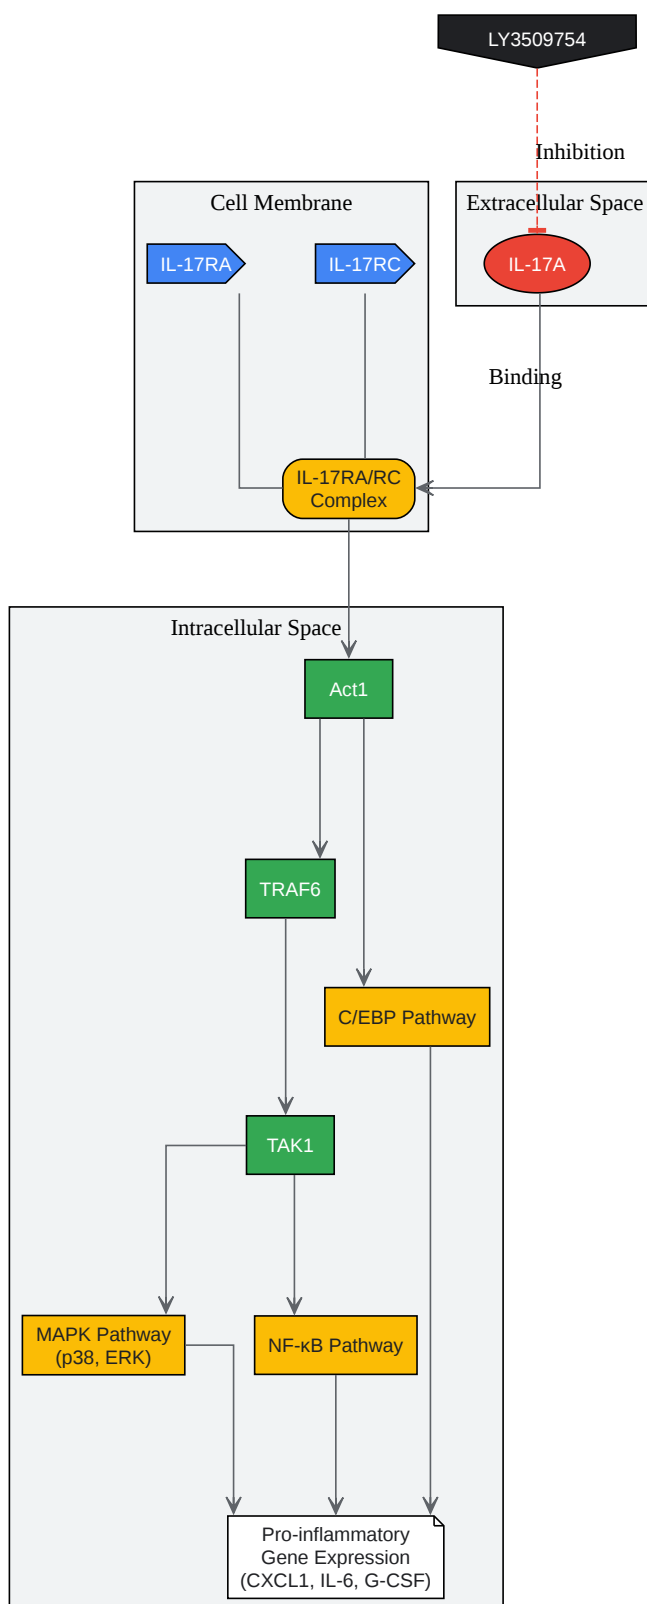 LY3509754
Inhibition
Cell Membrane
Extracellular Space
IL-17RA
IL-17RC
IL-17A
Binding
IL-17RA/RC
Complex
Intracellular Space
Act1
TRAF6
C/EBP Pathway
TAK1
MAPK Pathway
(p38, ERK)
NF-κB Pathway
Pro-inflammatory
Gene Expression
(CXCL1, IL-6, G-CSF)